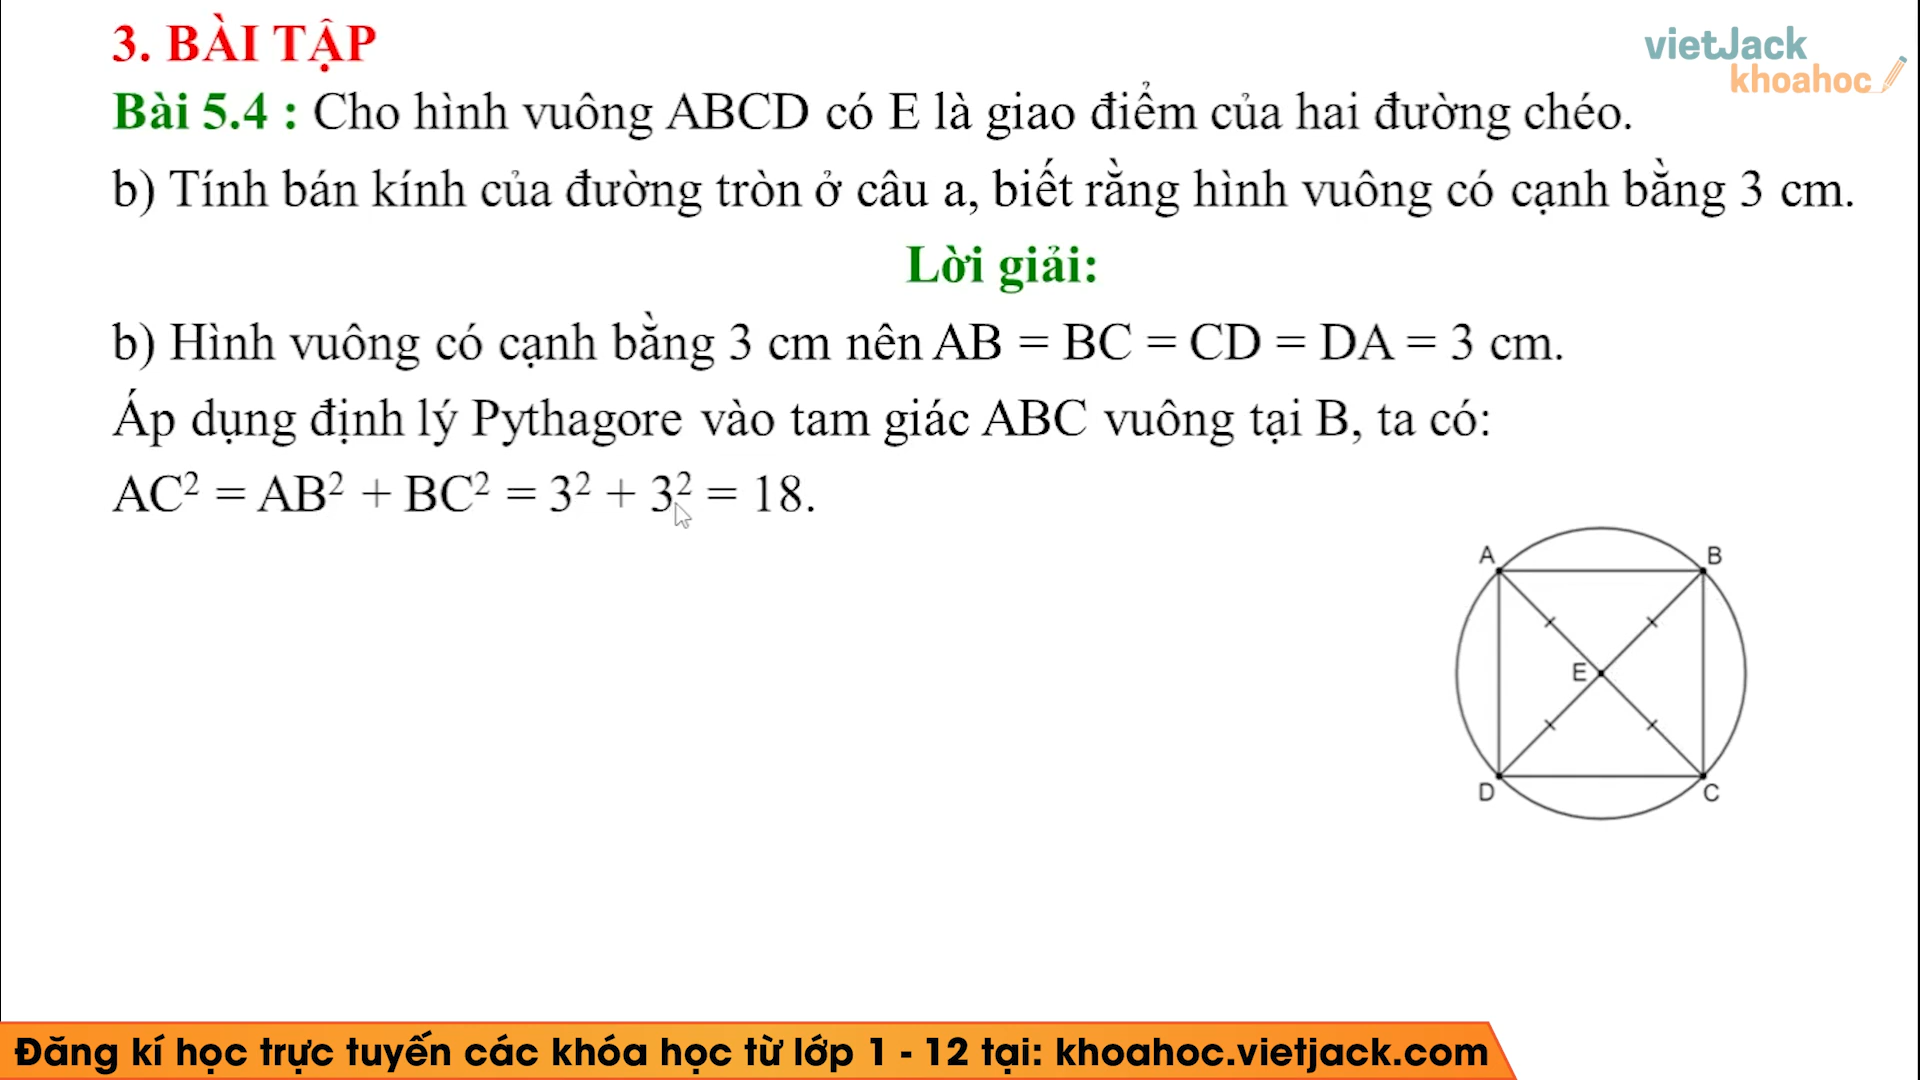 3. BÀI TẬP
vietJack
khoahoc
Bài 5.4 : Cho hình vuông ABCD có E là giao điểm của hai đường chéo.
b) Tính bán kính của đường tròn ở câu a, biết rằng hình vuông có cạnh bằng 3 cm.
Lời giải:
b) Hình vuông có cạnh bằng 3 cm nên AB = BC = CD = DA = 3 cm.
Áp dụng định lý Pythagore vào tam giác ABC vuông tại B, ta có:
AC² = AB² + BC² = 3² + 3² = 18.
A
B
E
D
C
Đăng kí học trực tuyến các khóa học từ lớp 1 - 12 tại: khoahoc.vietjack.com